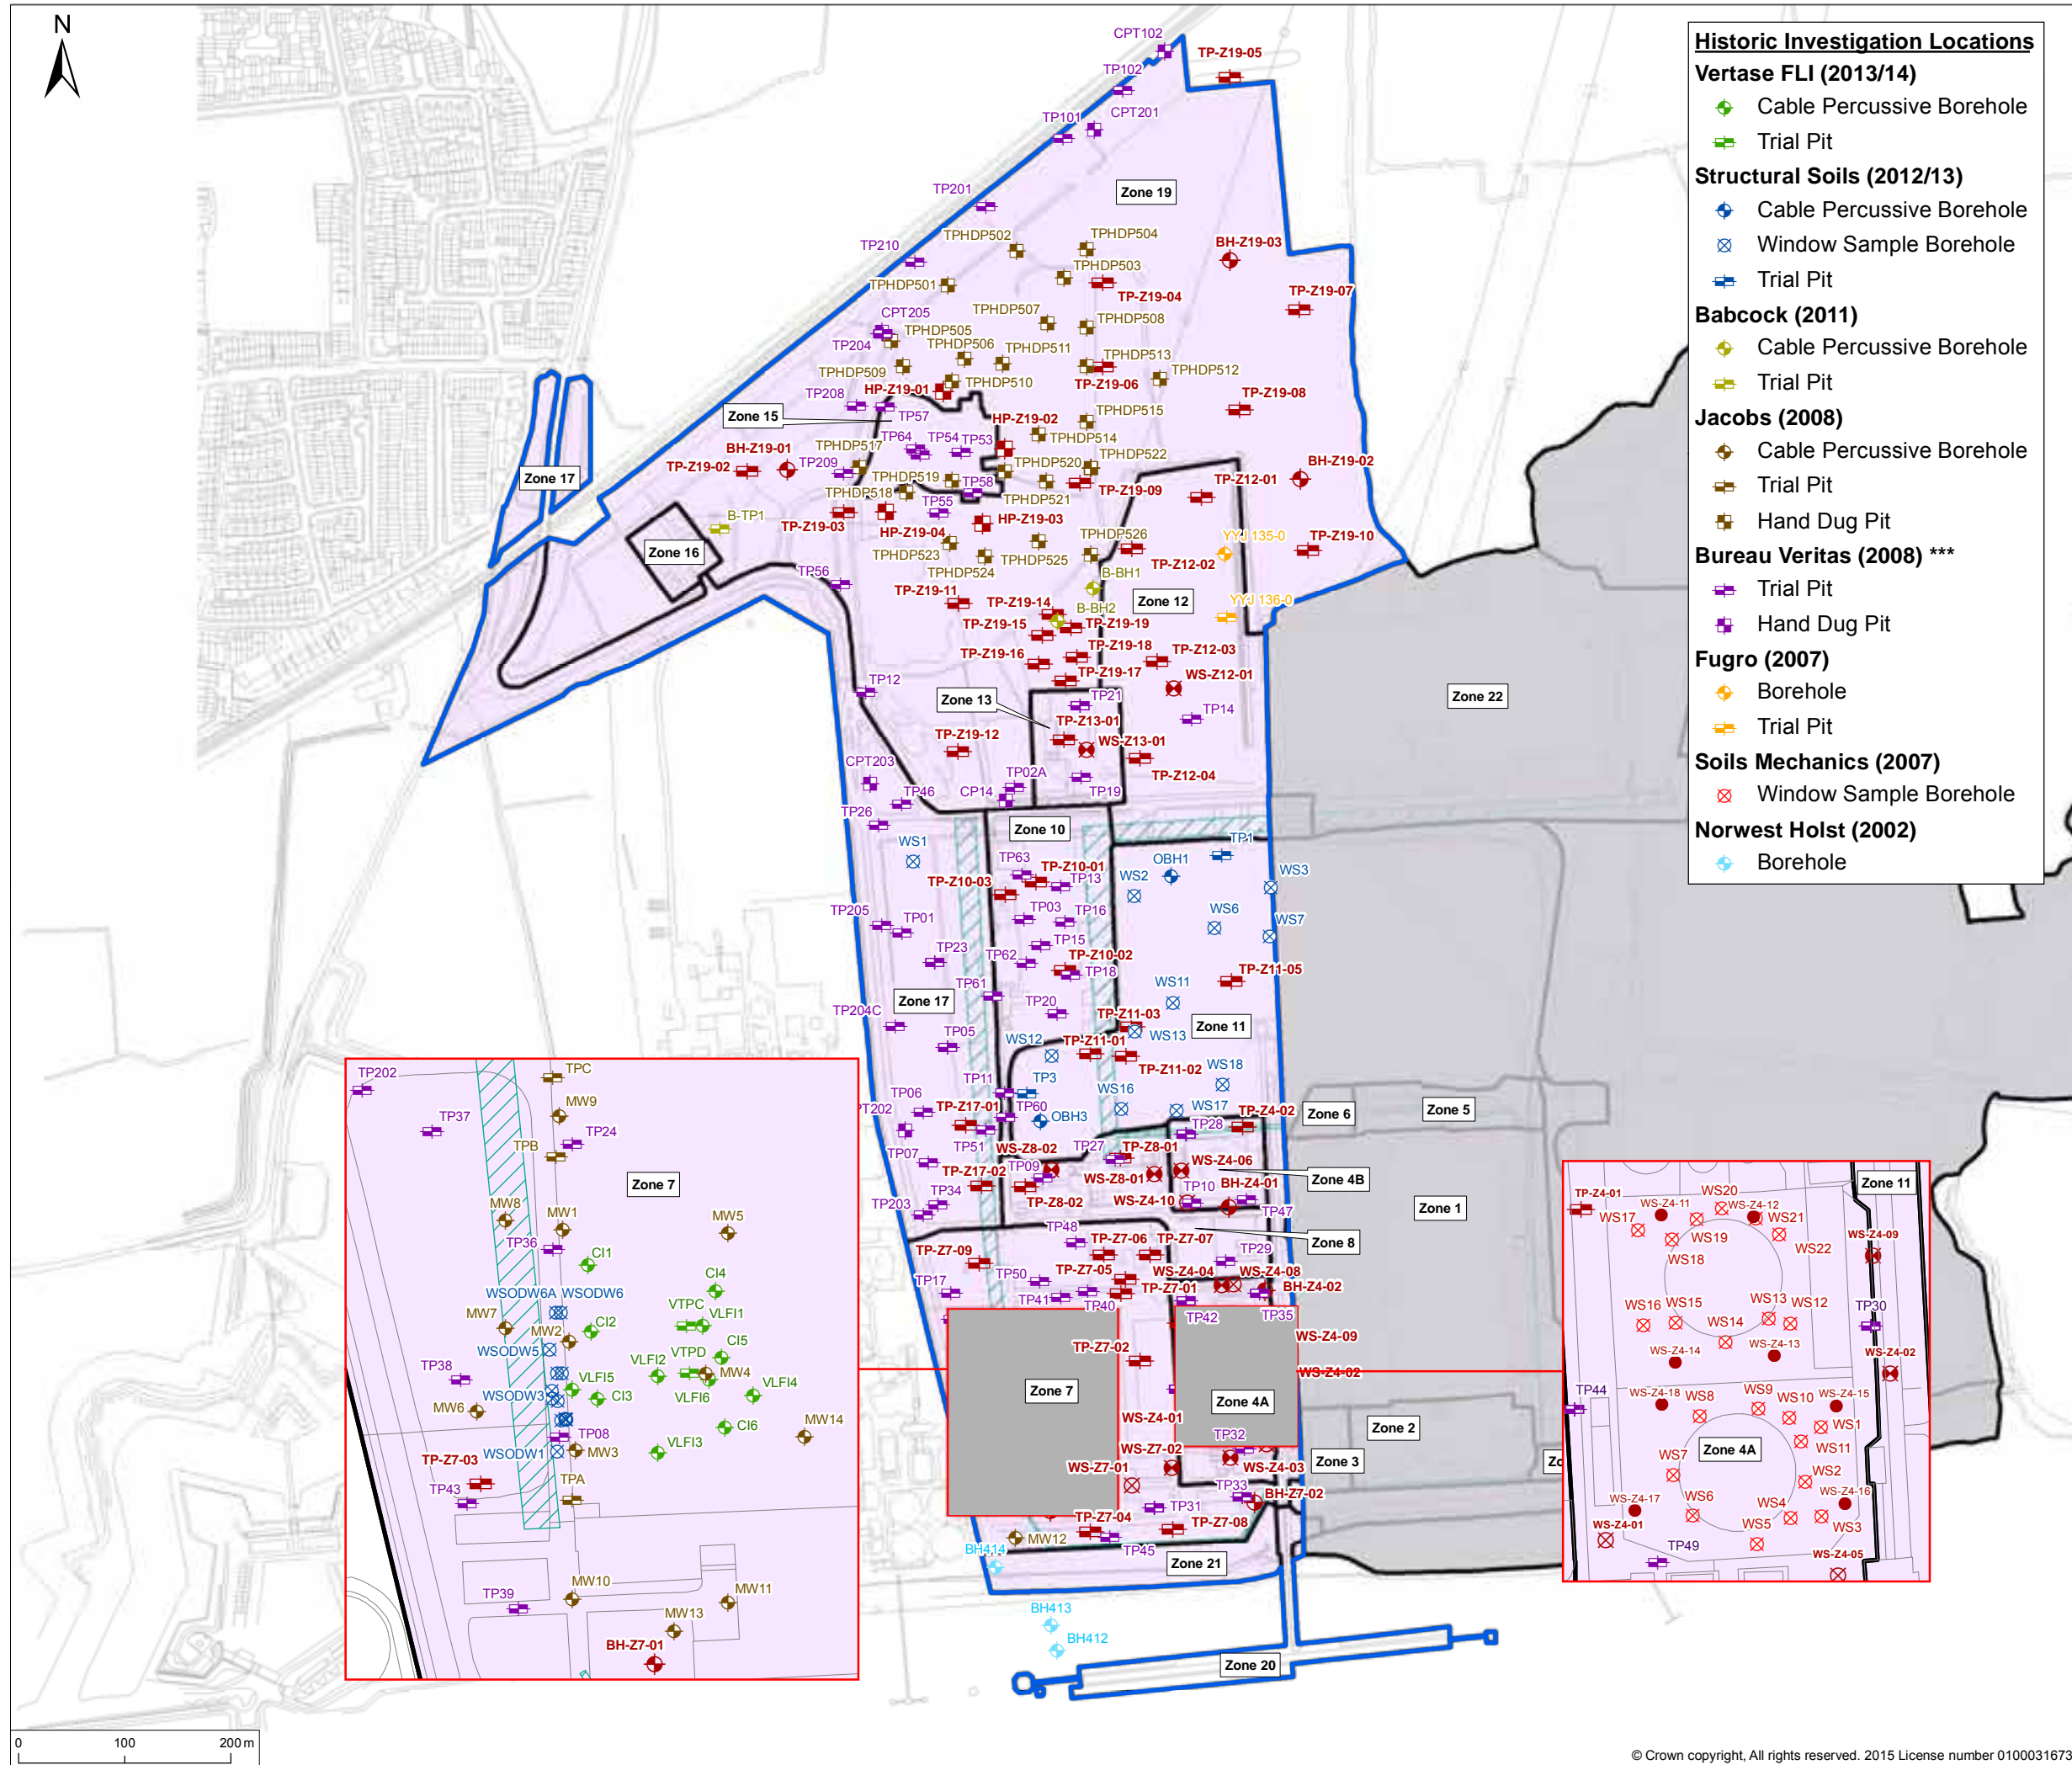 N
Historic Investigation Locations
Vertase FLI (2013/14)
Cable Percussive Borehole
Trial Pit
Structural Soils (2012/13)
Cable Percussive Borehole
Window Sample Borehole
Trial Pit
Babcock (2011)
Cable Percussive Borehole
Trial Pit
Jacobs (2008)
Cable Percussive Borehole
Trial Pit
Hand Dug Pit
Bureau Veritas (2008) ***
Trial Pit
Hand Dug Pit
Fugro (2007)
Borehole
Trial Pit
Soils Mechanics (2007)
Window Sample Borehole
Norwest Holst (2002)
Borehole
CPT102
TP-Z19-05
TP102
CPT201
TP101
Zone 19
TP201
TPHDP502
TPHDP504
BH-Z19-03
TP210
TPHDP503
TPHDP501
TP-Z19-04
TP-Z19-07
CPT205
TPHDP507
TPHDP508
TPHDP505
TP204
TPHDP506
TPHDP511
TPHDP513
TPHDP509
TPHDP510
TP-Z19-06
TPHDP512
HP-Z19-01
TP208
TP-Z19-08
Zone 15
TP57
HP-Z19-02
TPHDP515
TPHDP514
TP64
TP54
TP53
TPHDP517
BH-Z19-01
TP-Z19-02
TP209
TPHDP520
TPHDP522
BH-Z19-02
Zone 17
TPHDP519
TP58
TPHDP518
TPHDP521
TP-Z19-09
TP-Z12-01
TP55
TP-Z19-03
HP-Z19-04
HP-Z19-03
B-TP1
Zone 16
TPHDP523
TPHDP524
TPHDP525
TPHDP526
TP-Z12-02
YYJ 135-0
TP-Z19-10
B-BH1
TP56
TP-Z19-11
TP-Z19-14
B-BH2
Zone 12
YYJ 136-0
TP-Z19-15
TP-Z19-19
TP-Z19-16
TP-Z19-18
TP-Z12-03
TP-Z19-17
WS-Z12-01
TP12
Zone 13
TP21
TP14
Zone 22
TP-Z13-01
TP-Z19-12
WS-Z13-01
CPT203
TP02A
TP-Z12-04
TP46
CP14
TP19
TP26
Zone 10
WS1
TP1
TP63
TP-Z10-01
OBH1
WS3
TP-Z10-03
TP13
WS2
TP205
TP01
TP03
TP16
WS6
WS7
TP23
TP62
TP15
TP-Z10-02
TP18
TP-Z11-05
TP61
WS11
Zone 17
TP20
TP204C
TP-Z11-03
Zone 11
TP05
WS12
WS13
TP-Z11-01
TP-Z11-02
WS18
TP11
TP3
WS16
TP06
PT202
TP-Z17-01
TP60
OBH3
WS17
TP-Z4-02
Zone 6
Zone 5
TP28
TP51
WS-Z8-02
TP27
TP-Z8-01
TP07
WS-Z4-06
TP-Z17-02
TP09
WS-Z8-01
Zone 4B
TP34
TP203
TP-Z8-02
WS-Z4-10
TP10
BH-Z4-01
TP47
Zone 1
TP48
Zone 8
TP-Z7-09
TP-Z7-06
TP-Z7-07
TP29
TP17
TP50
TP-Z7-05
WS-Z4-04
WS-Z4-08
TP41
TP40
TP-Z7-01
TP42
BH-Z4-02
TP35
TP-Z7-02
WS-Z4-09
WS-Z4-02
Zone 7
Zone 4A
WS-Z4-01
WS-Z7-02
TP32
Zone 2
WS-Z7-01
WS-Z4-03
Zone 3
Zo
TP31
TP33
BH-Z7-02
TP-Z7-04
TP-Z7-08
MW12
TP45
BH414
Zone 21
BH413
BH412
Zone 20
TP202
TPC
TP37
MW9
TP24
TPB
Zone 7
MW8
MW1
MW5
TP36
CI1
CI4
WSODW6A
WSODW6
VTPC
VLFI1
MW7
MW2
CI2
CI5
WSODW5
VTPD
TP38
VLFI5
VLFI2
MW4
VLFI4
WSODW3
CI3
VLFI6
MW6
CI6
MW14
TP08
WSODW1
MW3
VLFI3
TP-Z7-03
TP43
TPA
TP39
MW10
MW11
MW13
BH-Z7-01
TP-Z4-01
WS-Z4-11
WS20
WS-Z4-12
Zone 11
WS17
WS21
WS19
WS22
WS-Z4-09
WS18
WS16
WS15
WS13
WS12
TP30
WS14
WS-Z4-14
WS-Z4-13
WS-Z4-02
TP44
WS-Z4-18
WS8
WS9
WS10
WS-Z4-15
WS1
WS11
Zone 4A
WS7
WS2
WS-Z4-17
WS6
WS4
WS-Z4-16
WS3
WS-Z4-01
WS5
TP49
WS-Z4-05
0 100 200 m
© Crown copyright, All rights reserved. 2015 License number 0100031673